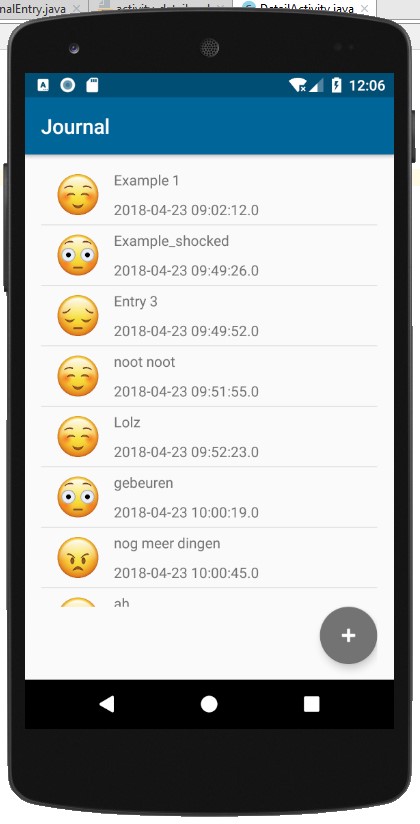 nalEntry.java
DetailActivity.java
12:06
Journal
Example 1
2018-04-23 09:02:12.0
Example_shocked
2018-04-23 09:49:26.0
Entry 3
2018-04-23 09:49:52.0
noot noot
2018-04-23 09:51:55.0
Lolz
2018-04-23 09:52:23.0
gebeuren
2018-04-23 10:00:19.0
nog meer dingen
2018-04-23 10:00:45.0
ah